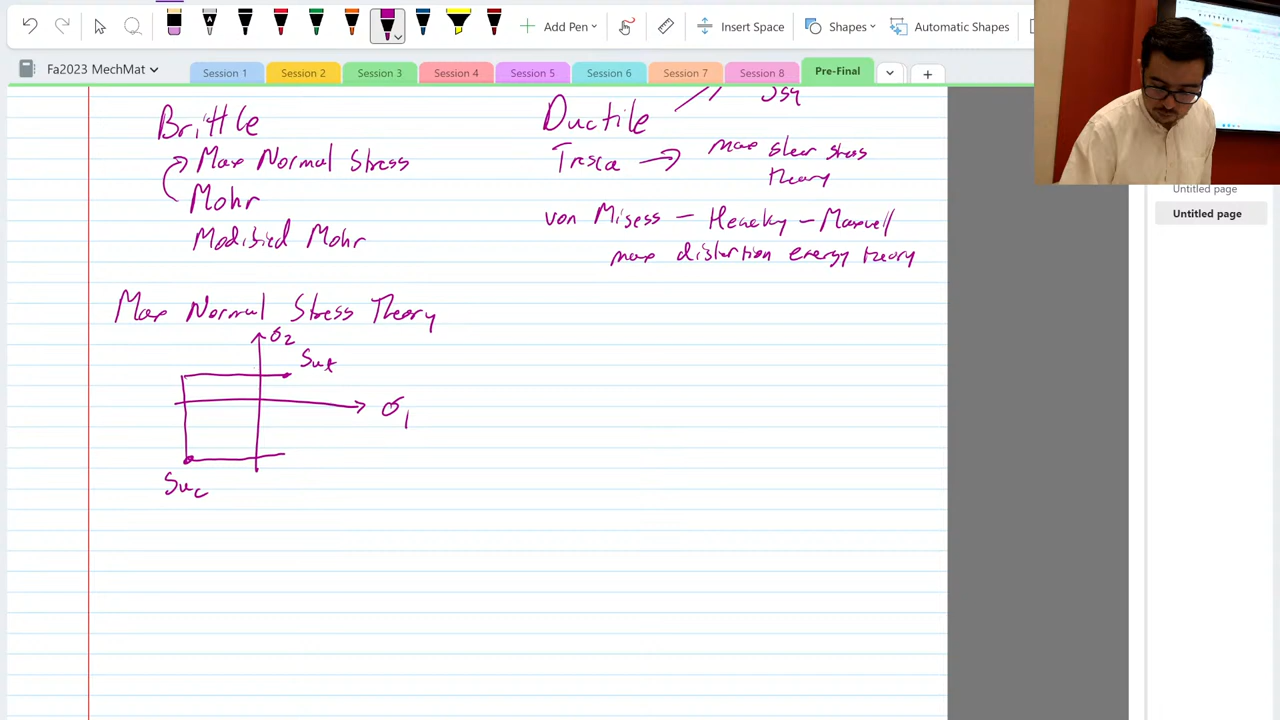 Add Pen
Insert Space
Shapes
Automatic Shapes
Fa2023 MechMat
Session 1
Session 2
Session 3
Session 4
Session 5
Session 6
Session 7
Session 8
Pre-Final
Untitled page
Untitled page
Brittle
Max Normal Stress
Mohr
Modified Mohr
Ductile
Ssy
Tresca → max shear stress
theory
von Misess - Hencky - Maxwell
max distortion energy theory
Max Normal Stress Theory
σ2
Sut
σ1
Suc